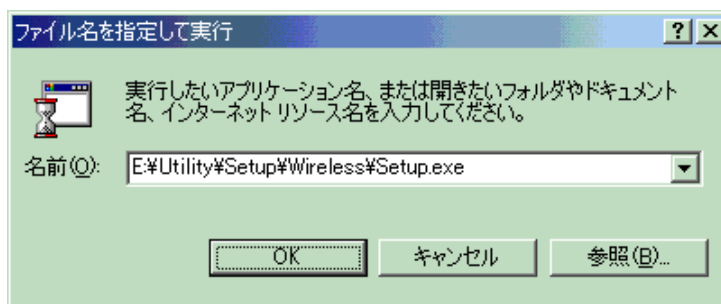 ファイル名を指定して実行
実行したいアプリケーション名、または開きたいフォルダやドキュメント
名、インターネット リソース名を入力してください。
名前(O):
E:¥Utility¥Setup¥Wireless¥Setup.exe
OK
キャンセル
参照(B)...